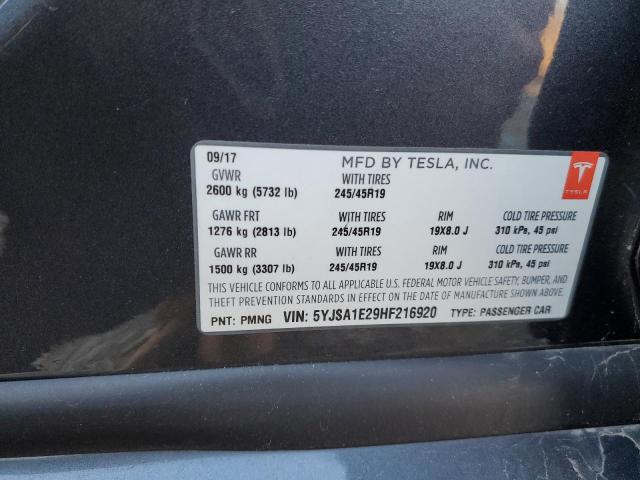 09/17 MFD BY TESLA, INC.
GVWR WITH TIRES
2600 kg (5732 lb) 245/45R19
TESLA
GAWR FRT WITH TIRES RIM COLD TIRE PRESSURE
1276 kg (2813 lb) 245/45R19 19X8.0 J 310 kPs, 45 psi
GAWR RR WITH TIRES RIM COLD TIRE PRESSURE
1500 kg (3307 lb) 245/45R19 19X8.0 J 310 kPs, 45 psi
THIS VEHICLE CONFORMS TO ALL APPLICABLE U.S. FEDERAL MOTOR VEHICLE SAFETY, BUMPER, AND
THEFT PREVENTION STANDARDS IN EFFECT ON THE DATE OF MANUFACTURE SHOWN ABOVE.
PNT: PMNG VIN: 5YJSA1E29HF216920 TYPE: PASSENGER CAR